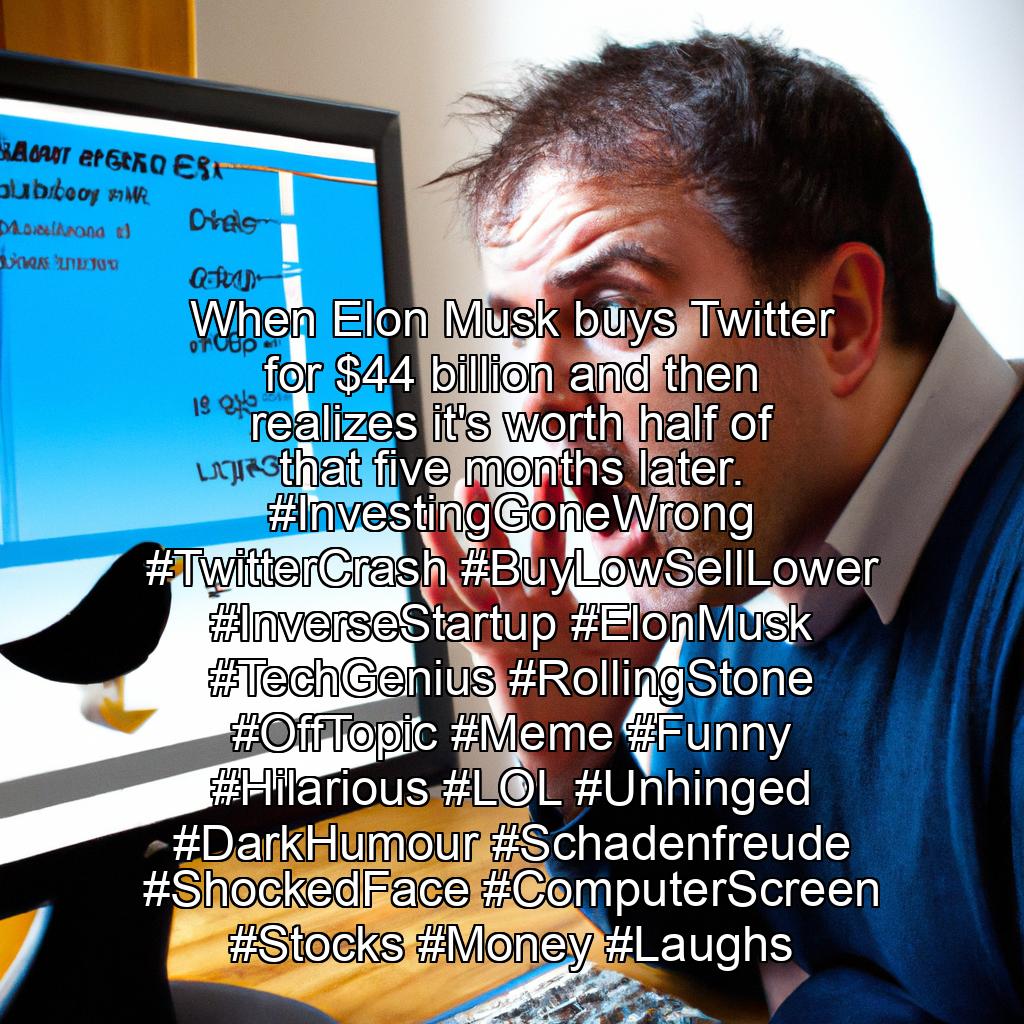 When Elon Musk buys Twitter
for $44 billion and then
realizes it's worth half of
that five months later.
#InvestingGoneWrong
#TwitterCrash #BuyLowSellLower
#InverseStartup #ElonMusk
#TechGenius #RollingStone
#OffTopic #Meme #Funny
#Hilarious #LOL #Unhinged
#DarkHumour #Schadenfreude
#ShockedFace #ComputerScreen
#Stocks #Money #Laughs